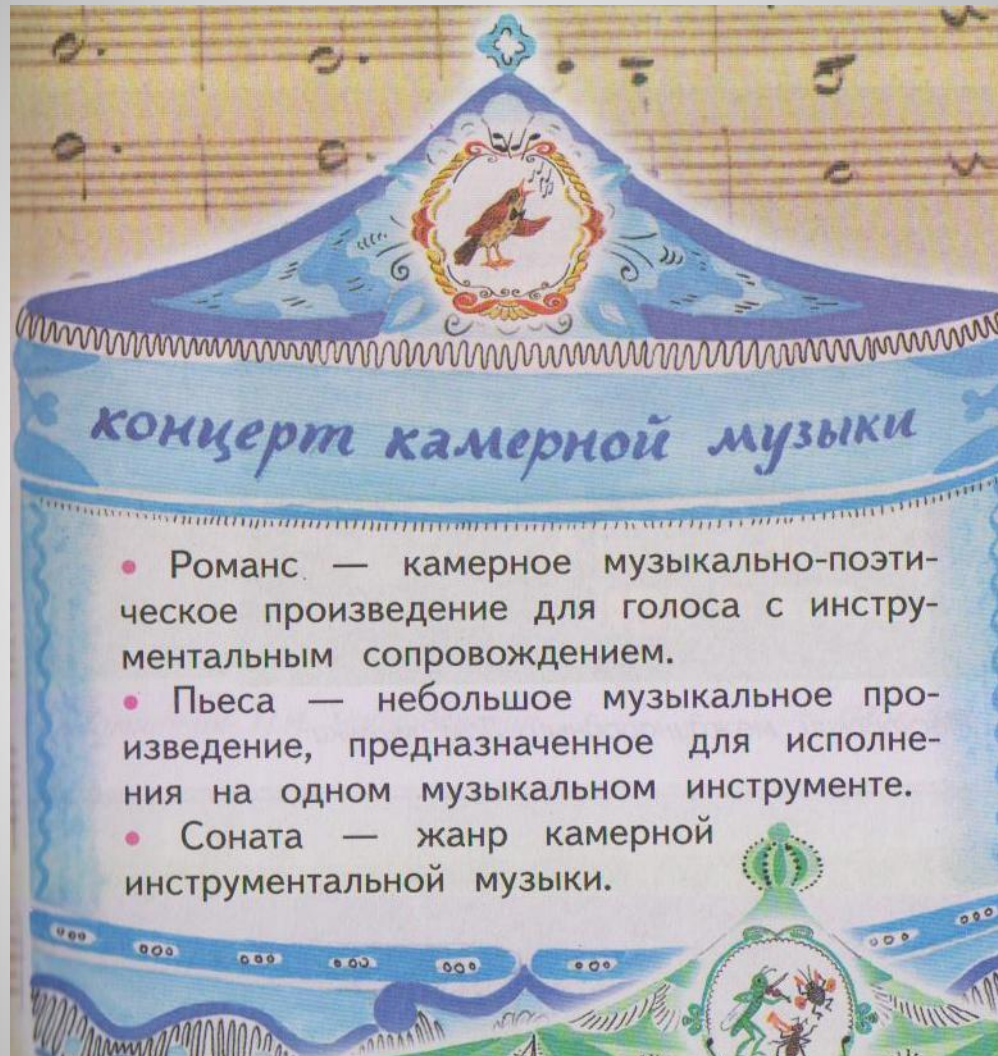 концерт камерной музыки
• Романс — камерное музыкально-поэти-
ческое произведение для голоса с инстру-
ментальным сопровождением.
• Пьеса — небольшое музыкальное про-
изведение, предназначенное для исполне-
ния на одном музыкальном инструменте.
• Соната — жанр камерной
инструментальной музыки.